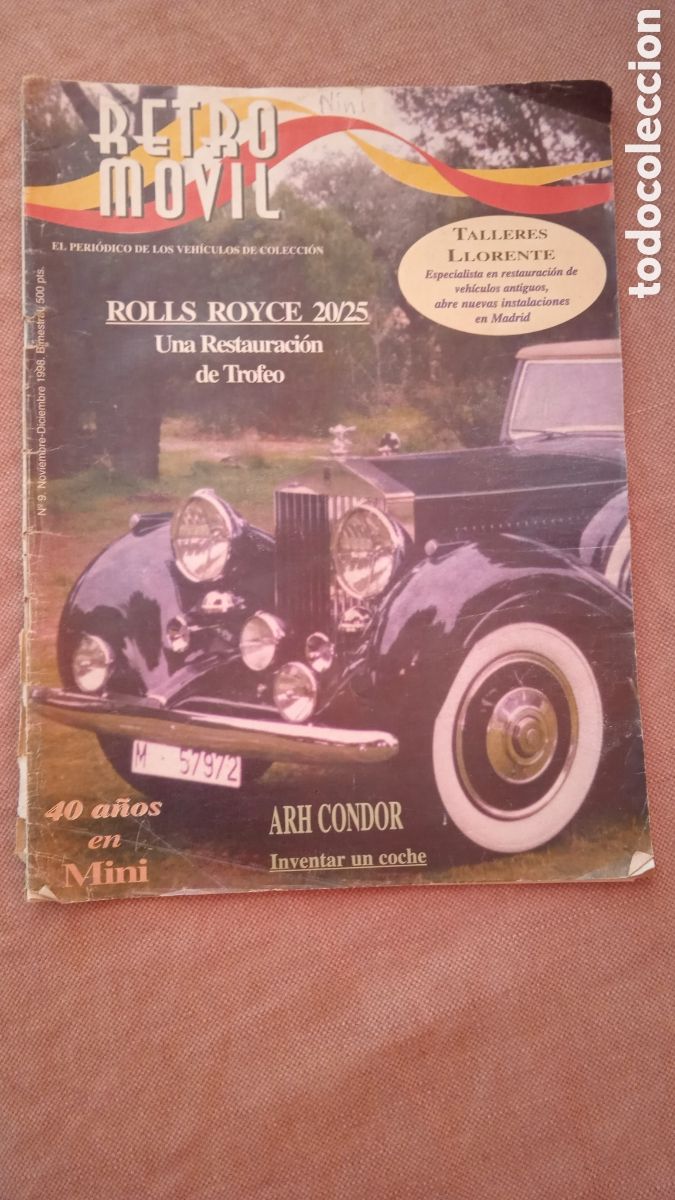 Nini
RETRO
MOVIL
EL PERIÓDICO DE LOS VEHÍCULOS DE COLECCIÓN
TALLERES
LLORENTE
Especialista en restauración de
vehículos antiguos,
abre nuevas instalaciones
en Madrid
ROLLS ROYCE 20/25
Una Restauración
de Trofeo
Nº 9. Noviembre-Diciembre 1998. Bimestral, 500 pts.
M - 57972
40 años
en
Mini
ARH CONDOR
Inventar un coche
todocoleccion